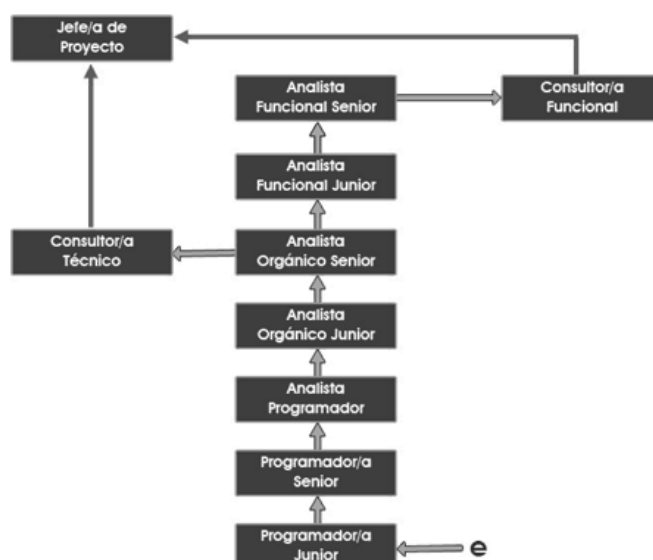 Jefe/a de
Proyecto
Analista
Funcional Senior
Consultor/a
Funcional
Analista
Funcional Junior
Consultor/a
Técnico
Analista
Orgánico Senior
Analista
Orgánico Junior
Analista
Programador
Programador/a
Senior
Programador/a
Junior
e